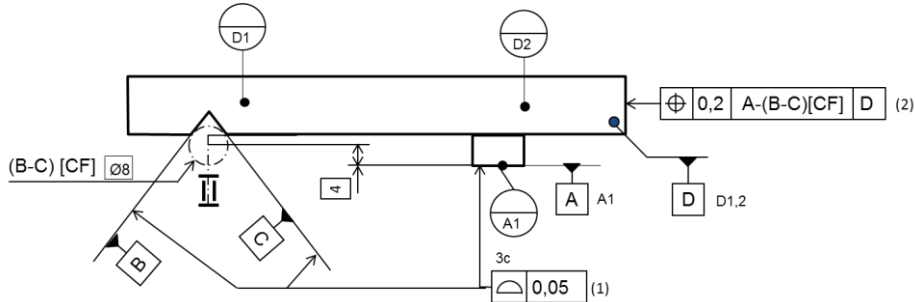 D1
D2
⌖ 0,2 A-(B-C)[CF] D (2)
(B-C) [CF] Ø8
4
A A1
D D1,2
A1
B
C
3c
⌓ 0,05 (1)